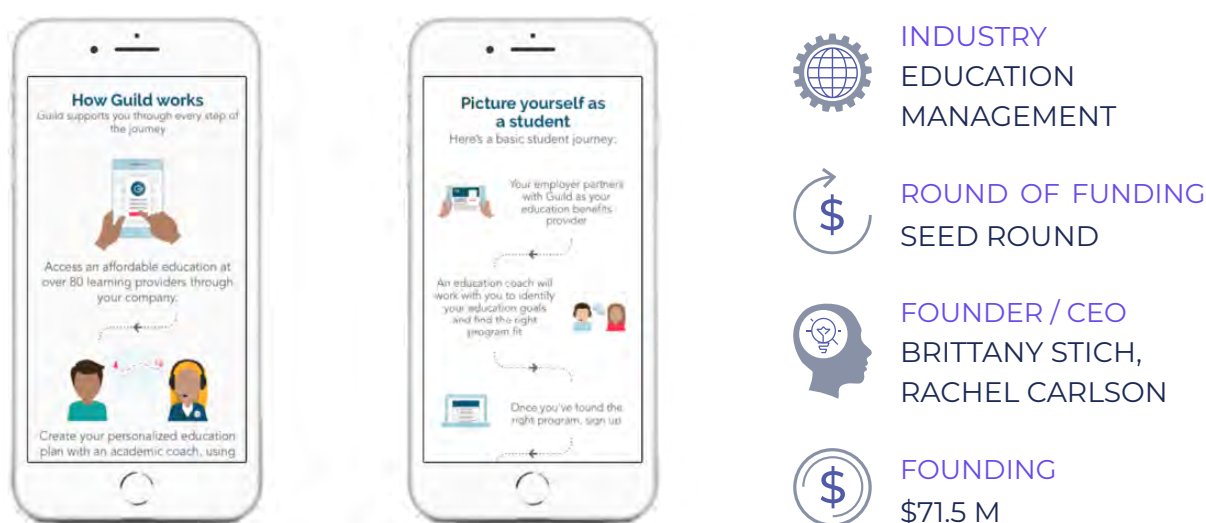 How Guild works
Guild supports you through every step of
the journey
Access an affordable education at
over 80 learning providers through
your company.
Create your personalized education
plan with an academic coach, using
Picture yourself as
a student
Here's a basic student journey:
Your employer partners
with Guild as your
education benefits
provider
An education coach will
work with you to identify
your education goals
and find the right
program fit
Once you've found the
right program, sign up
INDUSTRY
EDUCATION
MANAGEMENT
$
ROUND OF FUNDING
SEED ROUND
FOUNDER / CEO
BRITTANY STICH,
RACHEL CARLSON
$
FOUNDING
$71.5 M